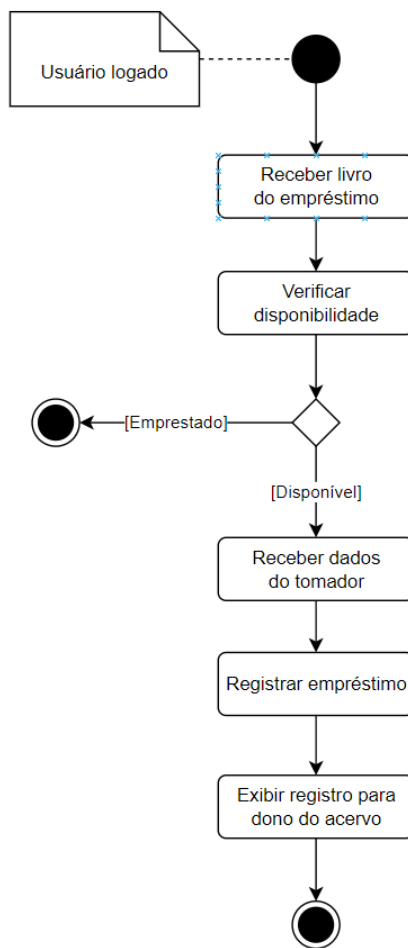 Usuário logado
Receber livro
do empréstimo
Verificar
disponibilidade
[Emprestado]
[Disponível]
Receber dados
do tomador
Registrar empréstimo
Exibir registro para
dono do acervo